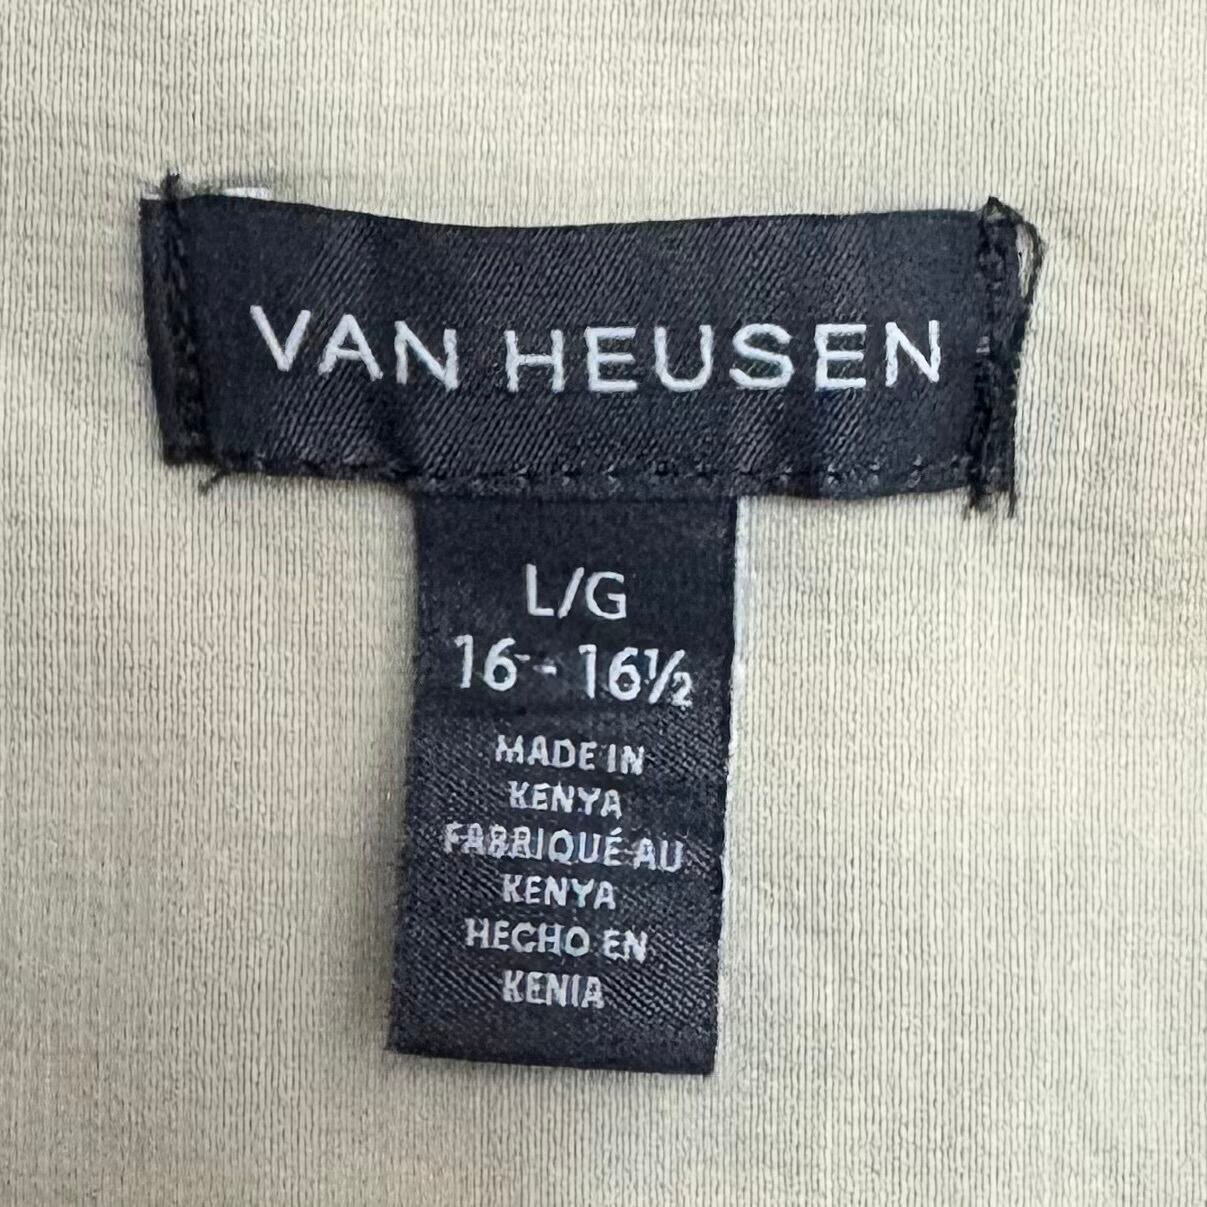 VAN HEUSEN
L/G
16 - 16½
MADE IN
KENYA
FABRIQUÉ AU
KENYA
HECHO EN
KENIA